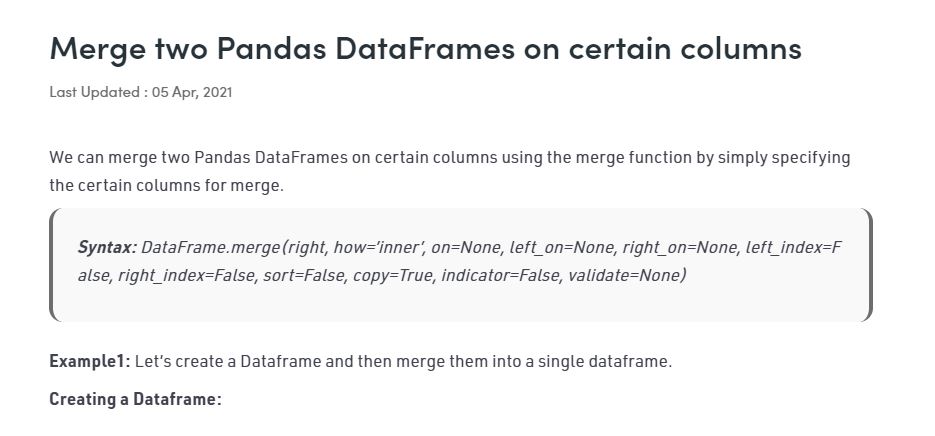 Merge two Pandas DataFrames on certain columns
Last Updated : 05 Apr, 2021
We can merge two Pandas DataFrames on certain columns using the merge function by simply specifying
the certain columns for merge.
Syntax: DataFrame.merge(right, how=’inner’, on=None, left_on=None, right_on=None, left_index=F
alse, right_index=False, sort=False, copy=True, indicator=False, validate=None)
Example1: Let’s create a Dataframe and then merge them into a single dataframe.
Creating a Dataframe: